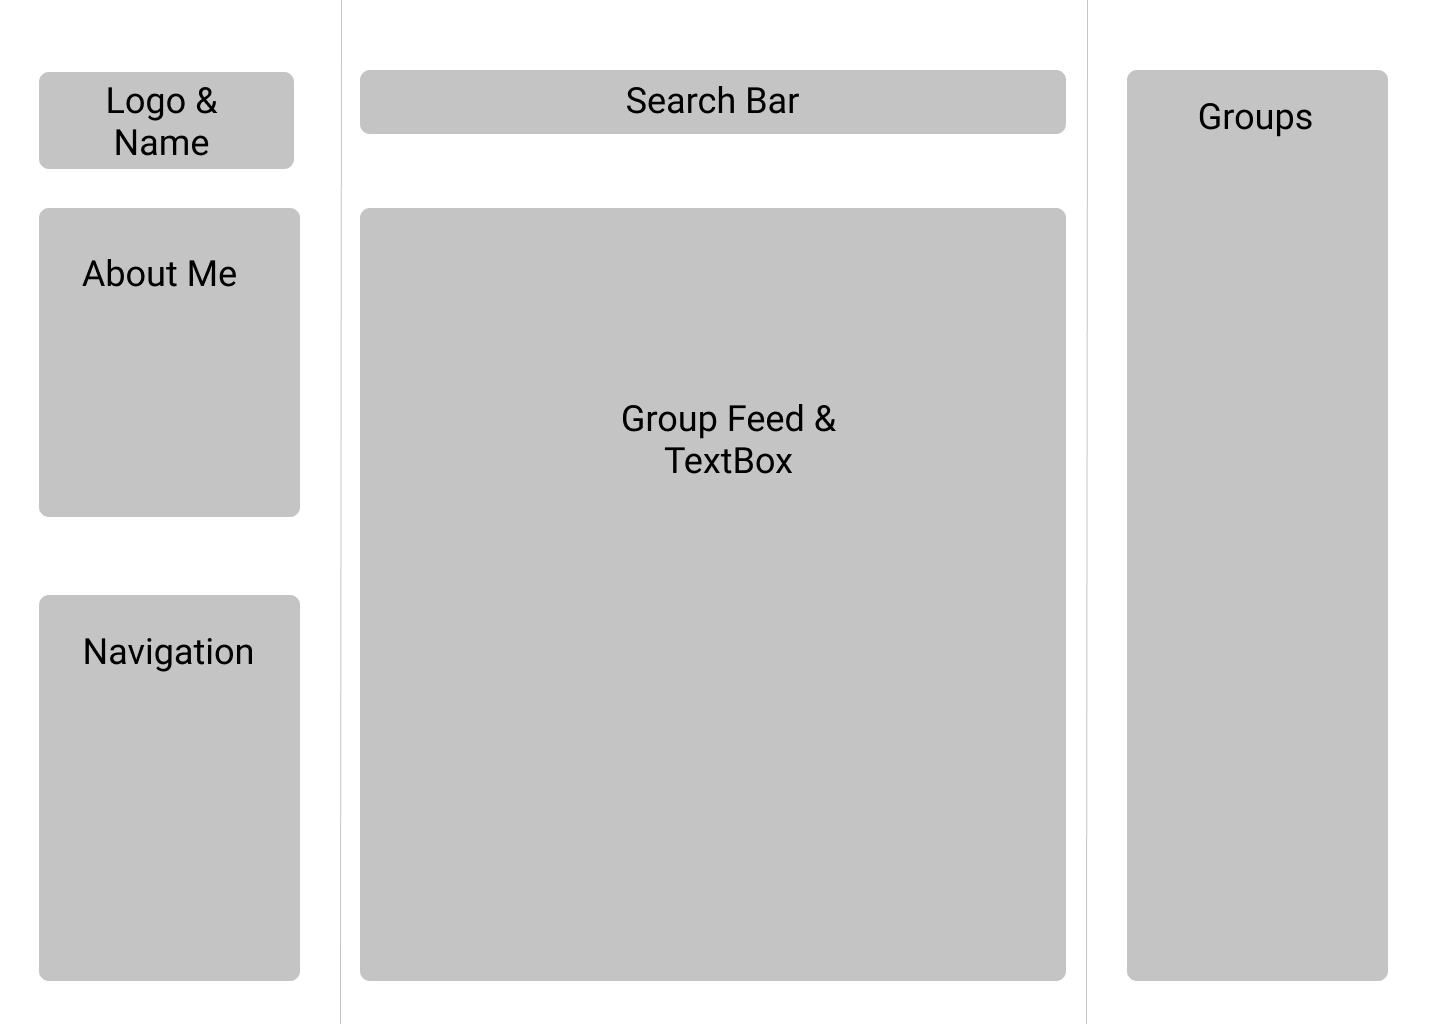 Logo &
Name
About Me
Navigation
Search Bar
Group Feed &
TextBox
Groups